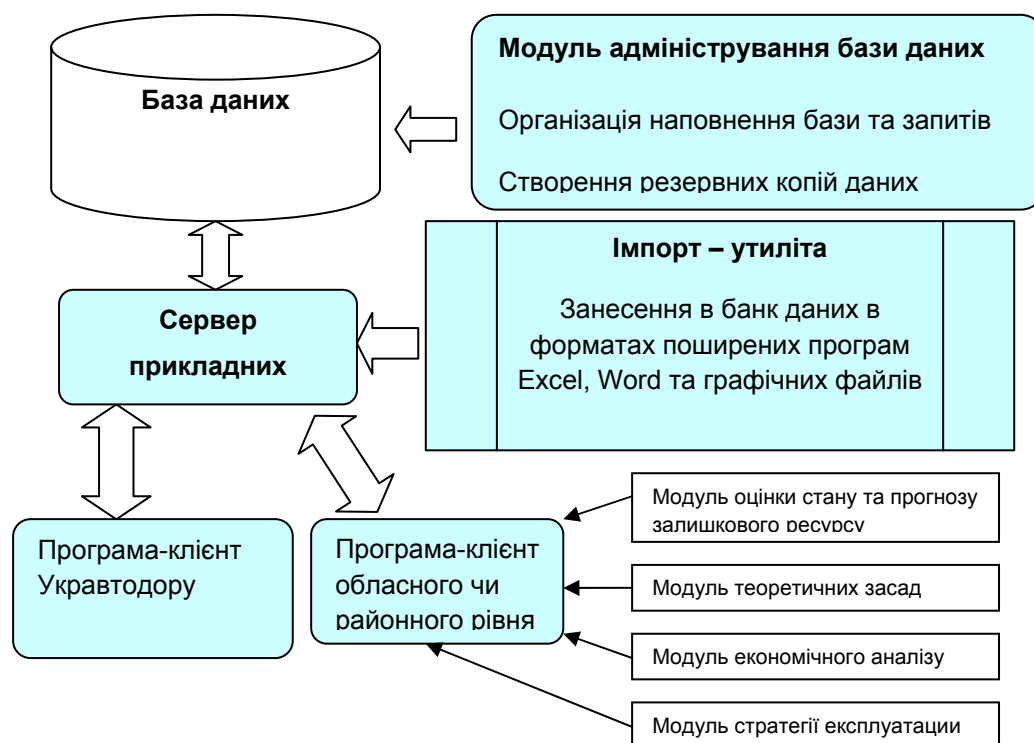 База даних
Модуль адміністрування бази даних
Організація наповнення бази та запитів
Створення резервних копій даних
Імпорт – утиліта
Занесення в банк даних в
форматах поширених програм
Excel, Word та графічних файлів
Сервер
прикладних
Програма-клієнт
Укравтодору
Програма-клієнт
обласного чи
районного рівня
Модуль оцінки стану та прогнозу
залишкового ресурсу
Модуль теоретичних засад
Модуль економічного аналізу
Модуль стратегії експлуатации